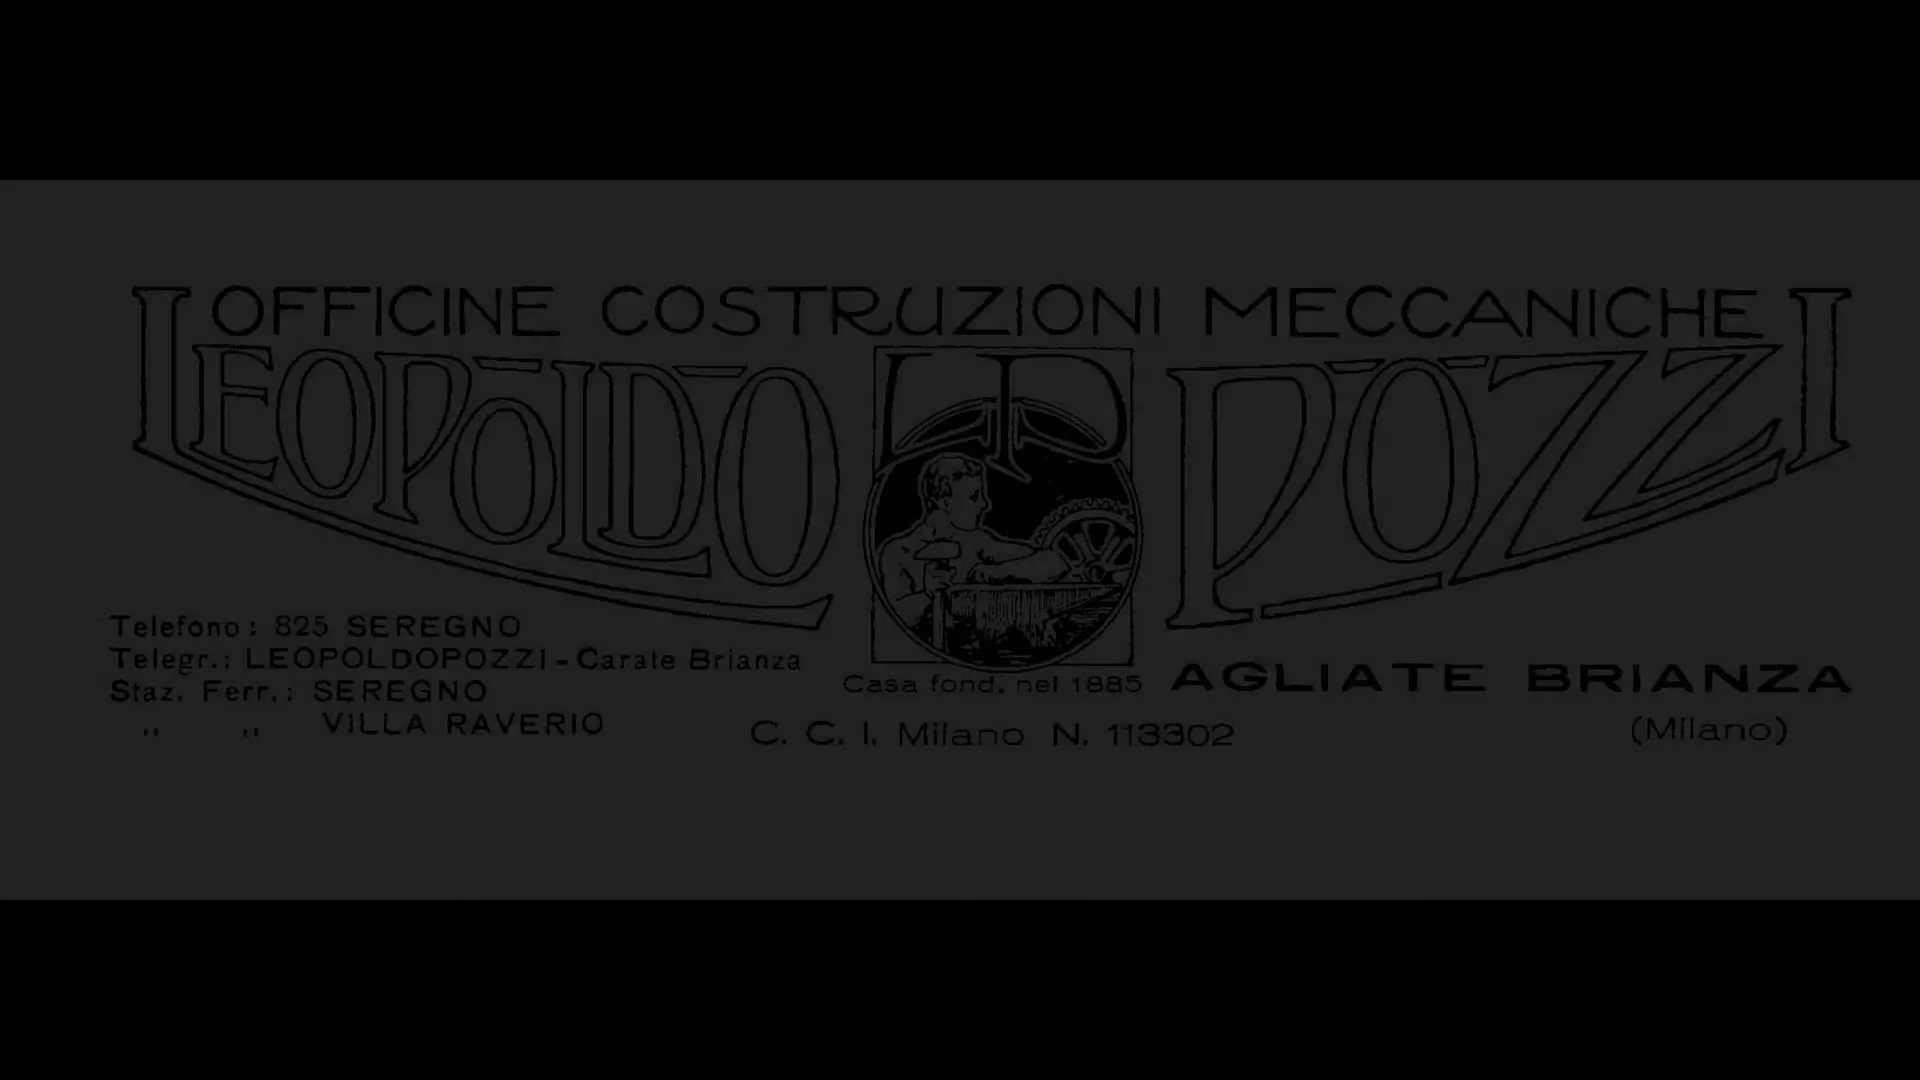 OFFICINE COSTRUZIONI MECCANICHE
LEOPOLDO POZZI
LP
Telefono: 825 SEREGNO
Telegr.: LEOPOLDOPOZZI - Carate Brianza
Staz. Ferr.: SEREGNO
„ „ VILLA RAVERIO
Casa fond. nel 1885
C. C. I. Milano N. 113302
AGLIATE BRIANZA
(Milano)